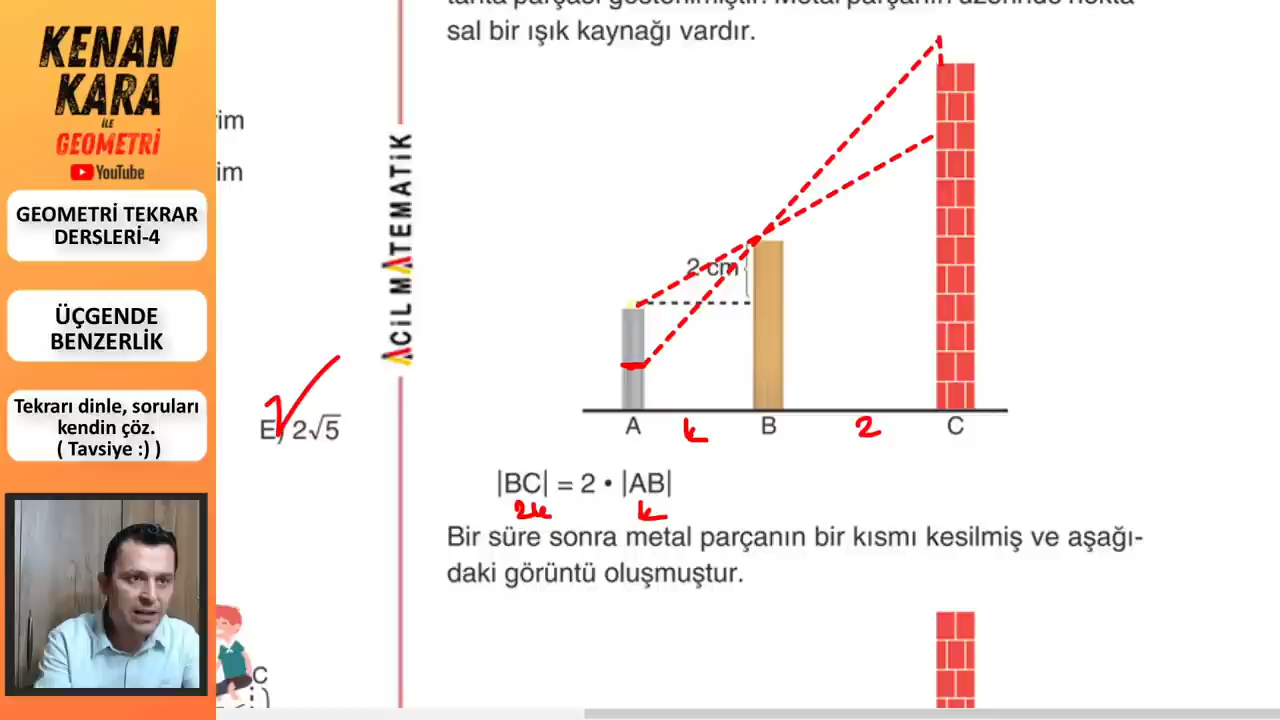 KENAN
KARA
İLE
GEOMETRİ
YouTube
GEOMETRİ TEKRAR
DERSLERİ-4
ÜÇGENDE
BENZERLİK
Tekrarı dinle, soruları
kendin çöz.
( Tavsiye :) )
im
E) 2√5
C
ACİL MATEMATİK
sal bir ışık kaynağı vardır.
2 cm
A
B
C
k
2
|BC| = 2 • |AB|
2k
k
Bir süre sonra metal parçanın bir kısmı kesilmiş ve aşağı-
daki görüntü oluşmuştur.